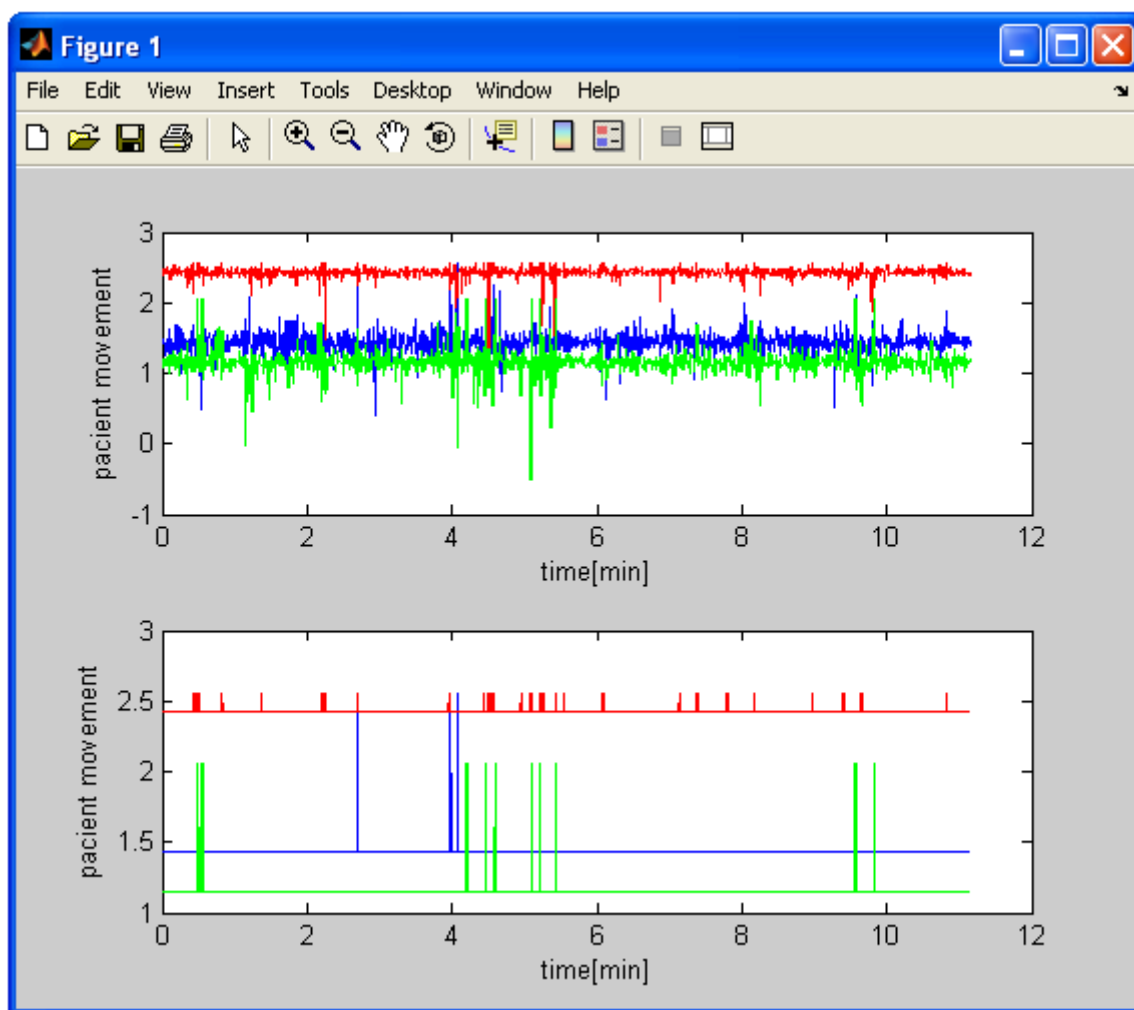 Figure 1
File Edit View Insert Tools Desktop Window Help
3
2
1
0
-1
pacient movement
0 2 4 6 8 10 12
time[min]
3
2.5
2
1.5
1
pacient movement
0 2 4 6 8 10 12
time[min]